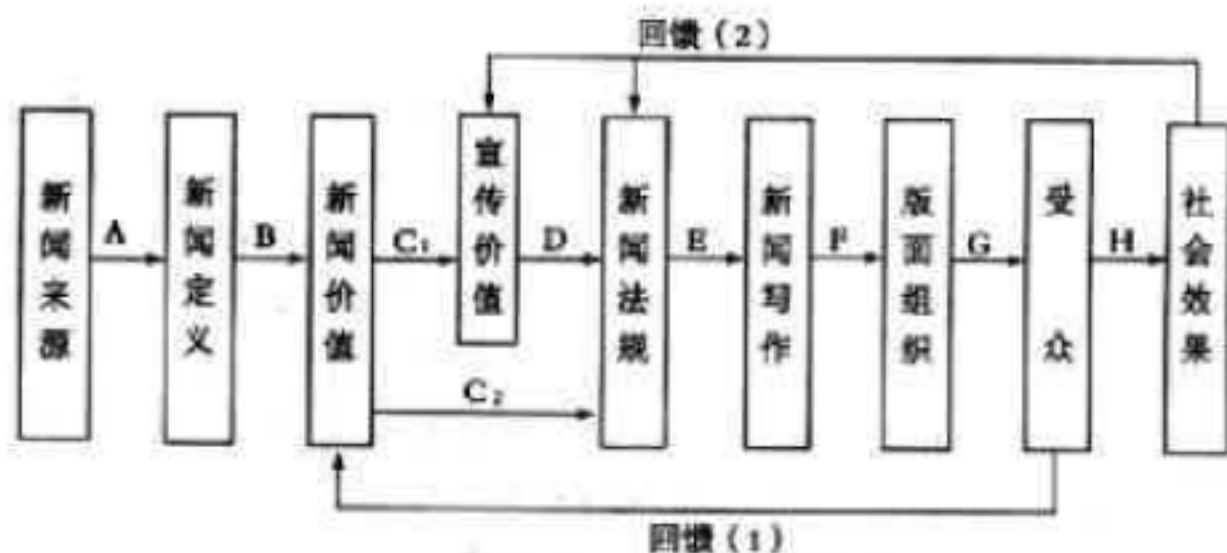 回馈（2）
新闻来源
A
新闻定义
B
新闻价值
C₁
宣传价值
D
新闻法规
E
新闻写作
F
版面组织
G
受众
H
社会效果
C₂
回馈（1）